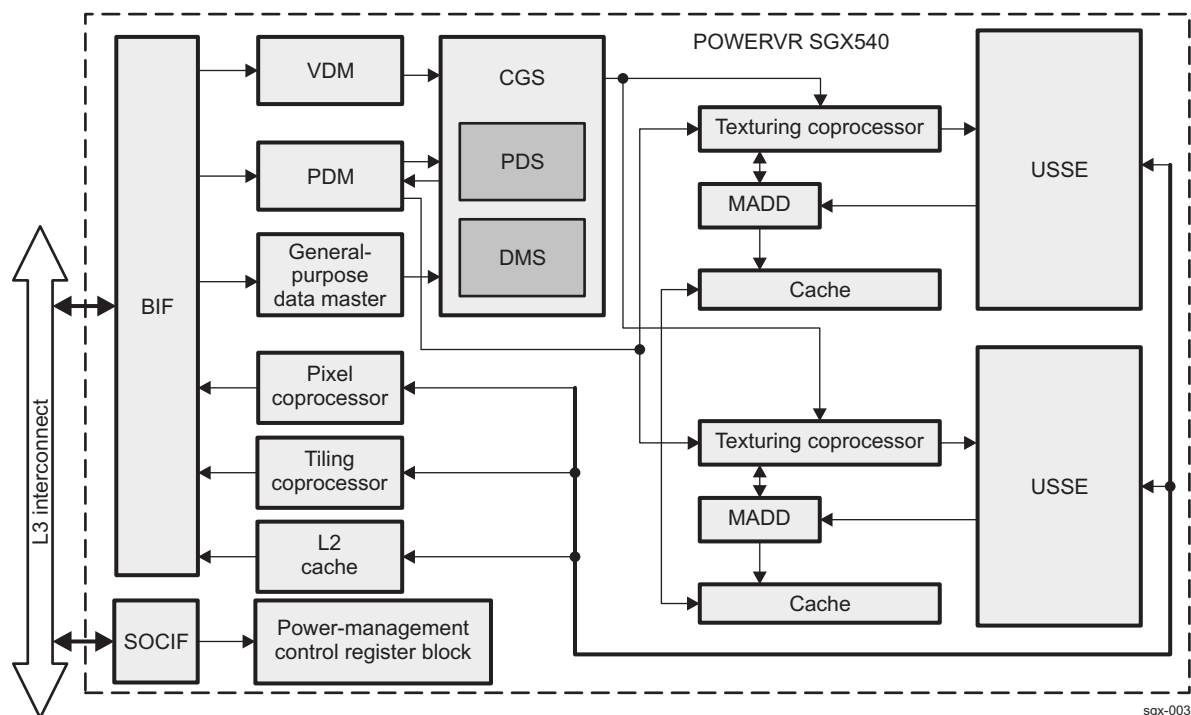 POWERVR SGX540
VDM
CGS
Texturing coprocessor
USSE
PDM
PDS
MADD
General-
purpose
data master
DMS
Cache
BIF
L3 interconnect
Pixel
coprocessor
Texturing coprocessor
USSE
Tiling
coprocessor
MADD
L2
cache
Cache
SOCIF
Power-management
control register block
sgx-003